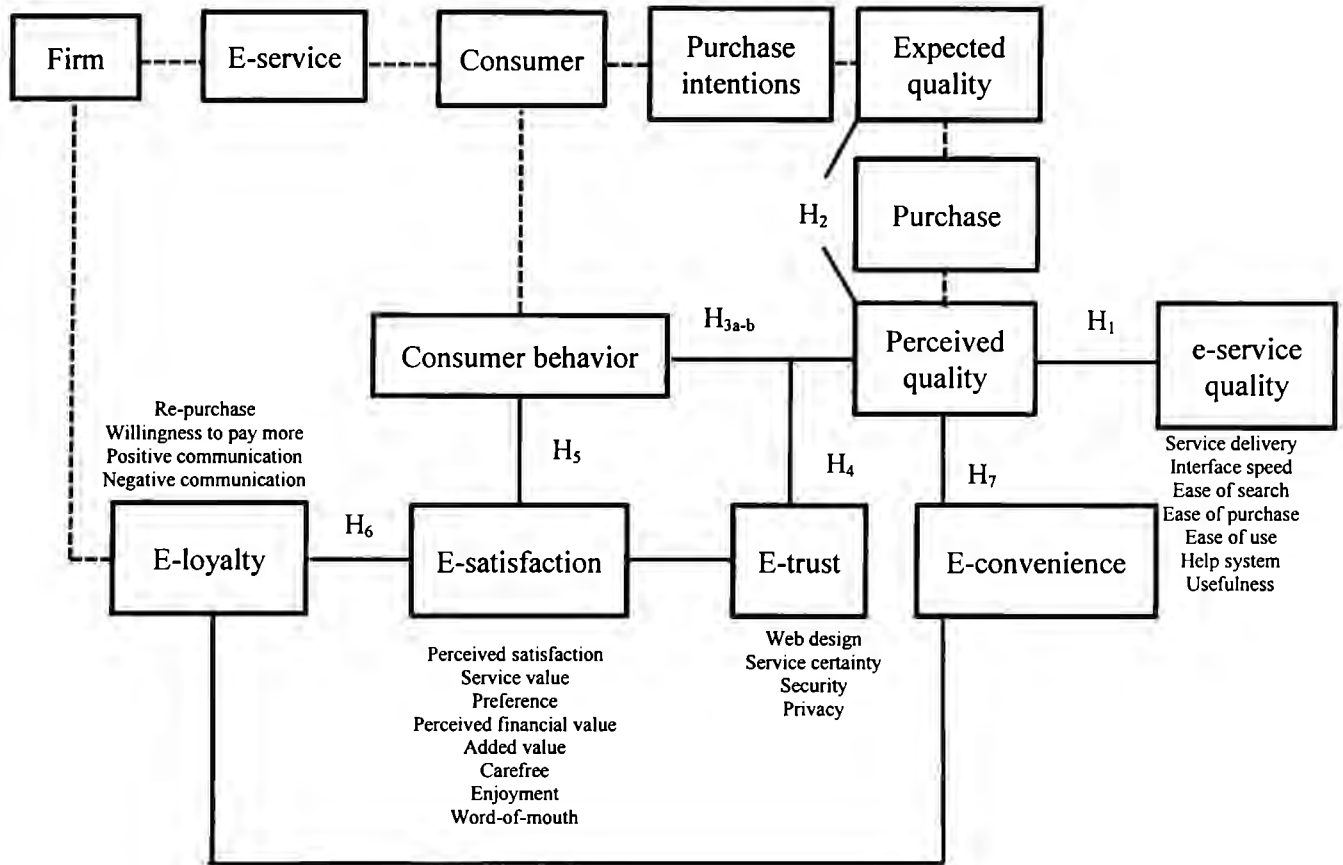 Firm
E-service
Consumer
Purchase
intentions
Expected
quality
Purchase
H2
Consumer behavior
H3a-b
Perceived
quality
H1
e-service
quality
Re-purchase
Willingness to pay more
Positive communication
Negative communication
H5
H4
H7
Service delivery
Interface speed
Ease of search
Ease of purchase
Ease of use
Help system
Usefulness
E-loyalty
H6
E-satisfaction
E-trust
E-convenience
Perceived satisfaction
Service value
Preference
Perceived financial value
Added value
Carefree
Enjoyment
Word-of-mouth
Web design
Service certainty
Security
Privacy